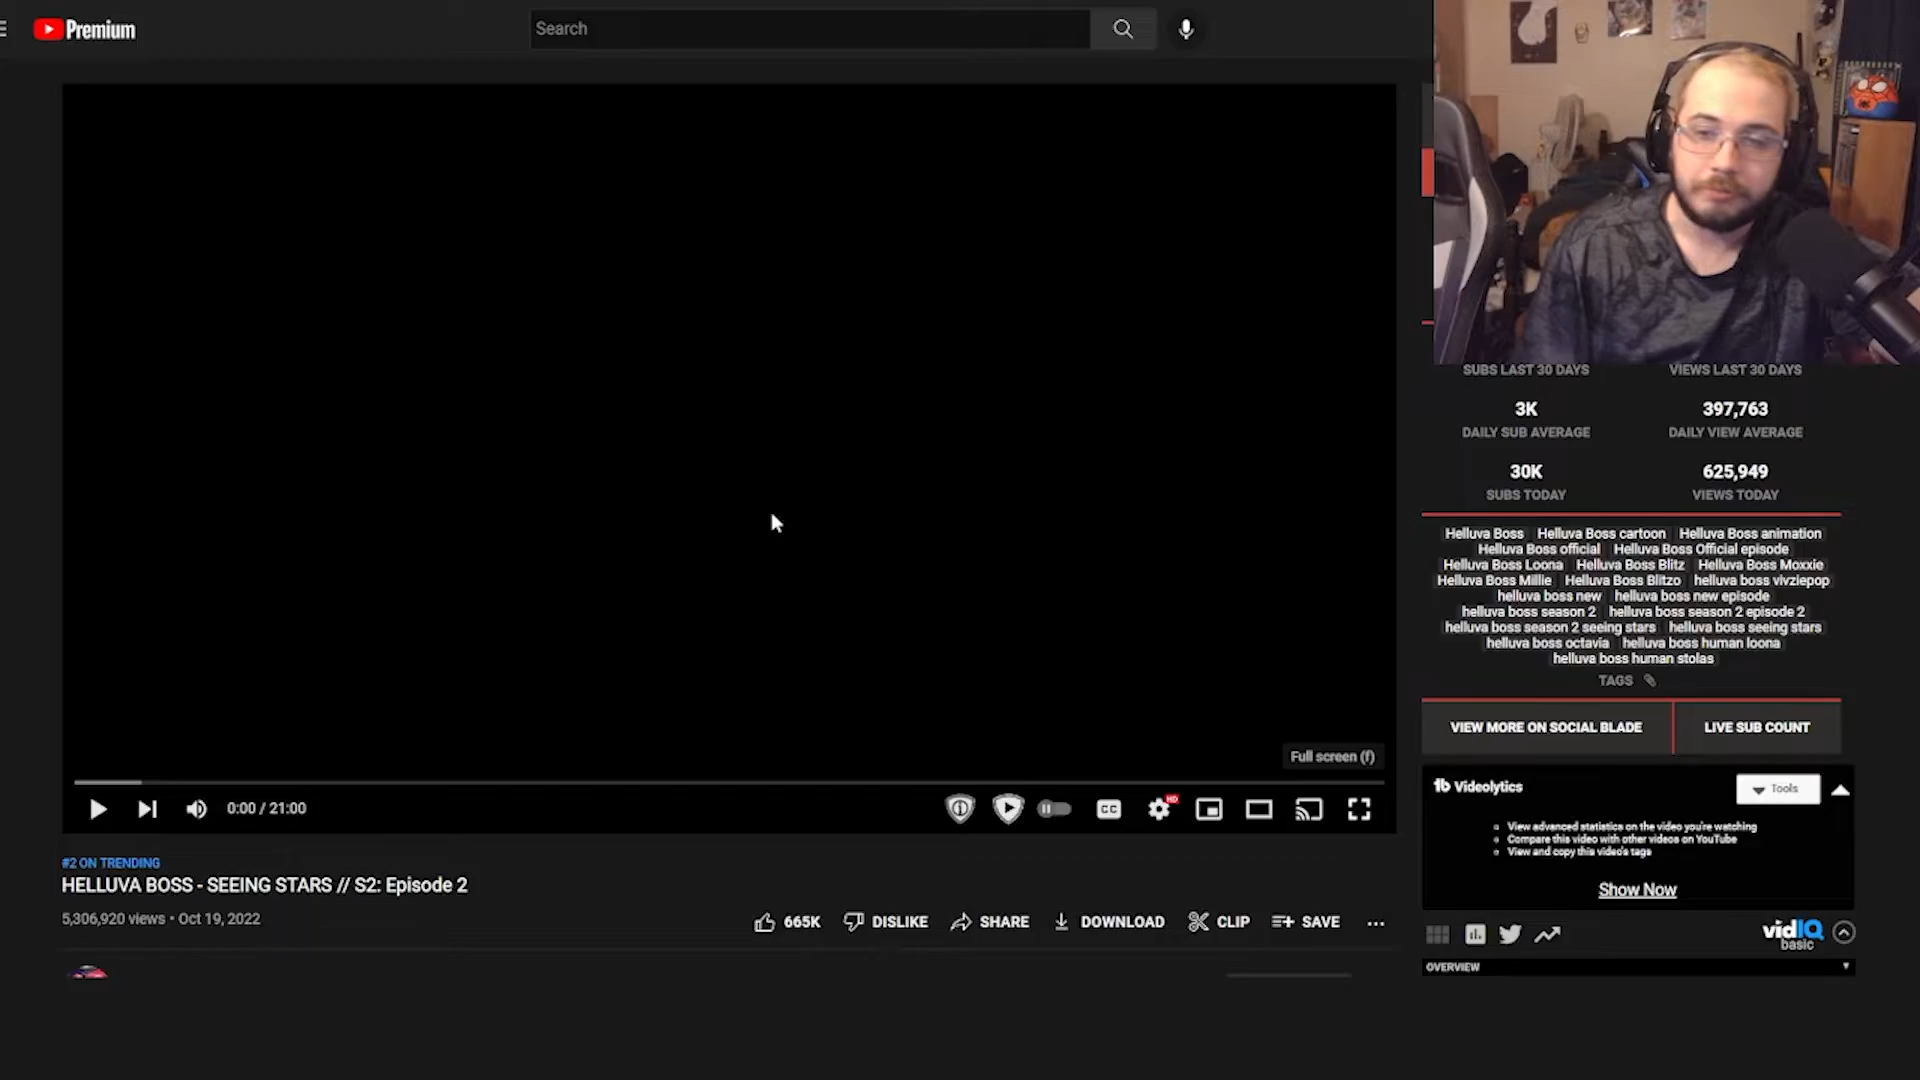 Premium
Search
SUBS LAST 30 DAYS VIEWS LAST 30 DAYS
3K 397,763
DAILY SUB AVERAGE DAILY VIEW AVERAGE
30K 625,949
SUBS TODAY VIEWS TODAY
Helluva Boss Helluva Boss cartoon Helluva Boss animation
Helluva Boss official Helluva Boss Official episode
Helluva Boss Loona Helluva Boss Blitz Helluva Boss Moxxie
Helluva Boss Millie Helluva Boss Blitzo helluva boss vivziepop
helluva boss new helluva boss new episode
helluva boss season 2 helluva boss season 2 episode 2
helluva boss season 2 seeing stars helluva boss seeing stars
helluva boss octavia helluva boss human loona
helluva boss human stolas
TAGS
VIEW MORE ON SOCIAL BLADE LIVE SUB COUNT
Full screen (f)
0:00 / 21:00
CC
HD
tb Videolytics Tools
View advanced statistics on the video you're watching
Compare this video with other videos on YouTube
View and copy this video's tags
Show Now
#2 ON TRENDING
HELLUVA BOSS - SEEING STARS // S2: Episode 2
5,306,920 views • Oct 19, 2022
665K DISLIKE SHARE DOWNLOAD CLIP SAVE
vidIQ
basic
OVERVIEW